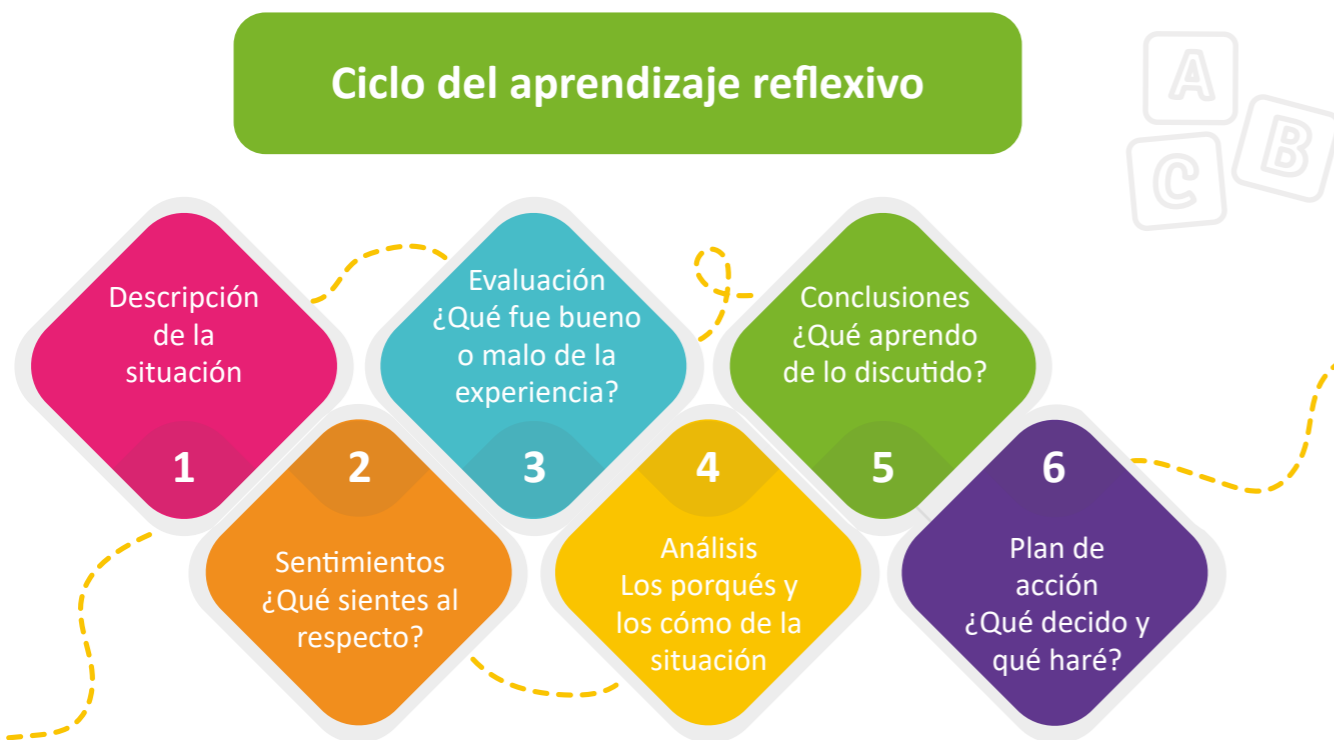 Ciclo del aprendizaje reflexivo
A
B
C
Descripción
de la
situación
1
2
Sentimientos
¿Qué sientes al
respecto?
Evaluación
¿Qué fue bueno
o malo de la
experiencia?
3
4
Análisis
Los porqués y
los cómo de la
situación
Conclusiones
¿Qué aprendo
de lo discutido?
5
6
Plan de
acción
¿Qué decido y
qué haré?